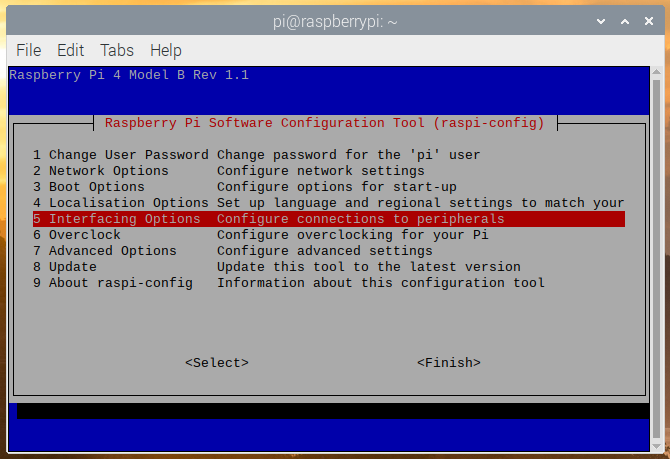 pi@raspberrypi: ~
File Edit Tabs Help
Raspberry Pi 4 Model B Rev 1.1
Raspberry Pi Software Configuration Tool (raspi-config)
1 Change User Password Change password for the 'pi' user
2 Network Options Configure network settings
3 Boot Options Configure options for start-up
4 Localisation Options Set up language and regional settings to match your
5 Interfacing Options Configure connections to peripherals
6 Overclock Configure overclocking for your Pi
7 Advanced Options Configure advanced settings
8 Update Update this tool to the latest version
9 About raspi-config Information about this configuration tool
<Select> <Finish>